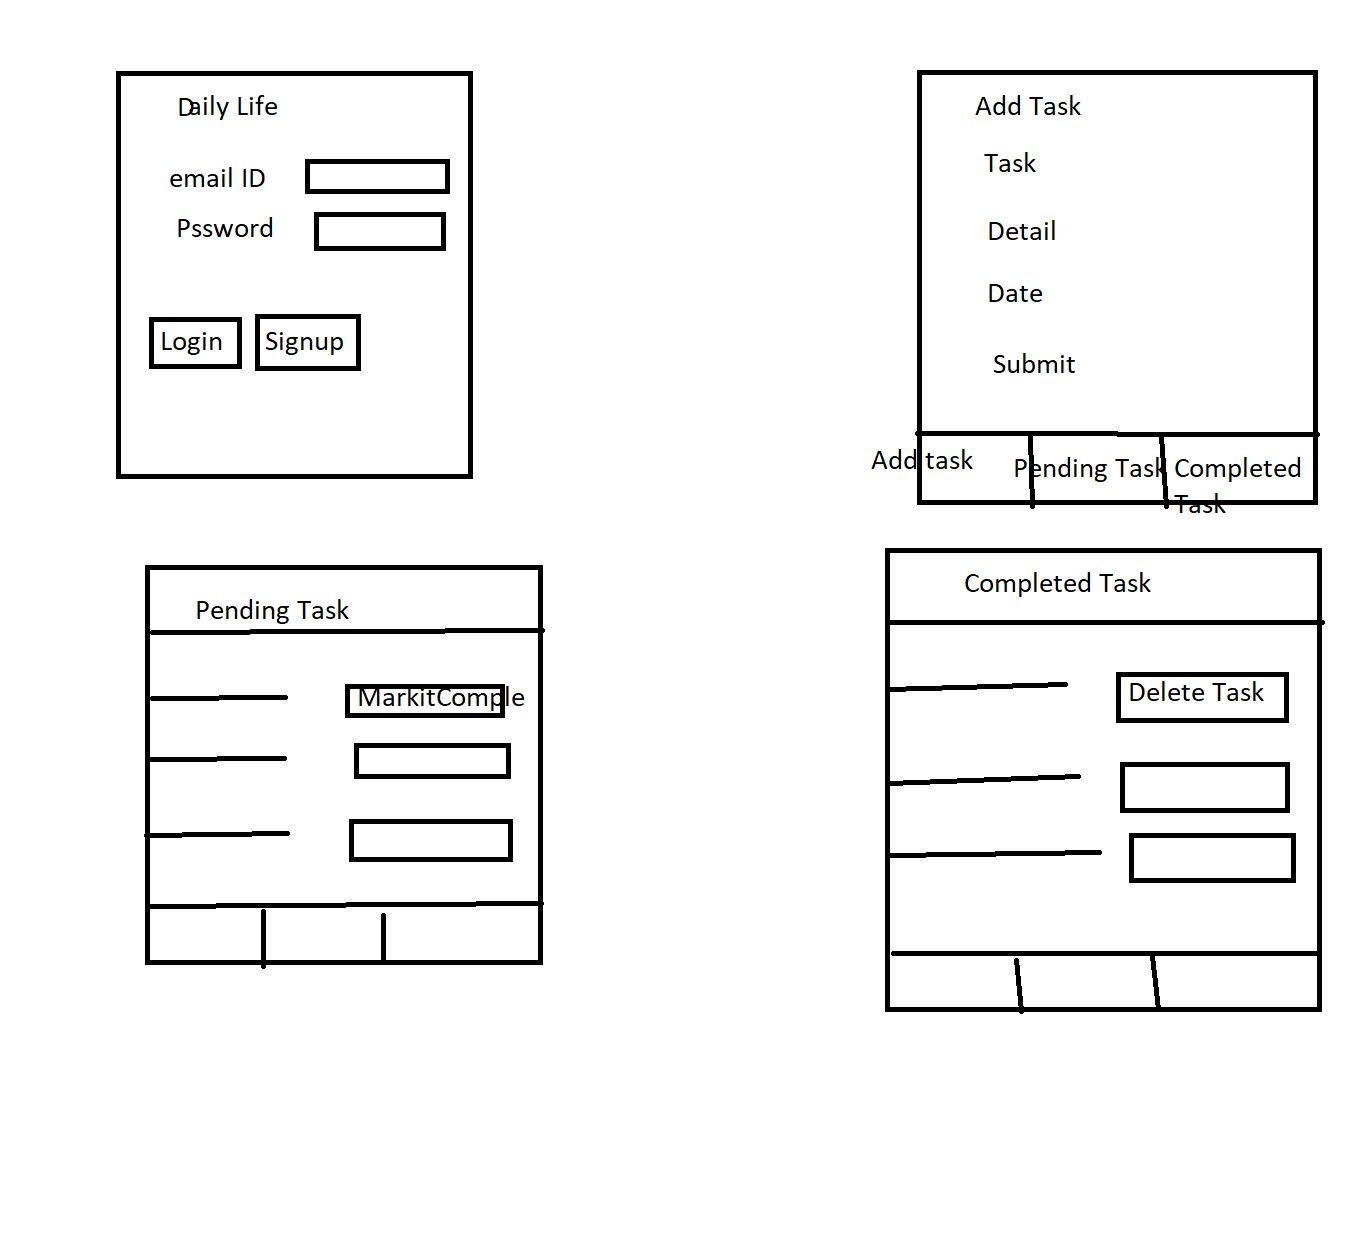 Daily Life
email ID
Pssword
Login
Signup
Add Task
Task
Detail
Date
Submit
Add task
Pending Task
Completed
Task
Pending Task
MarkitComple
Completed Task
Delete Task